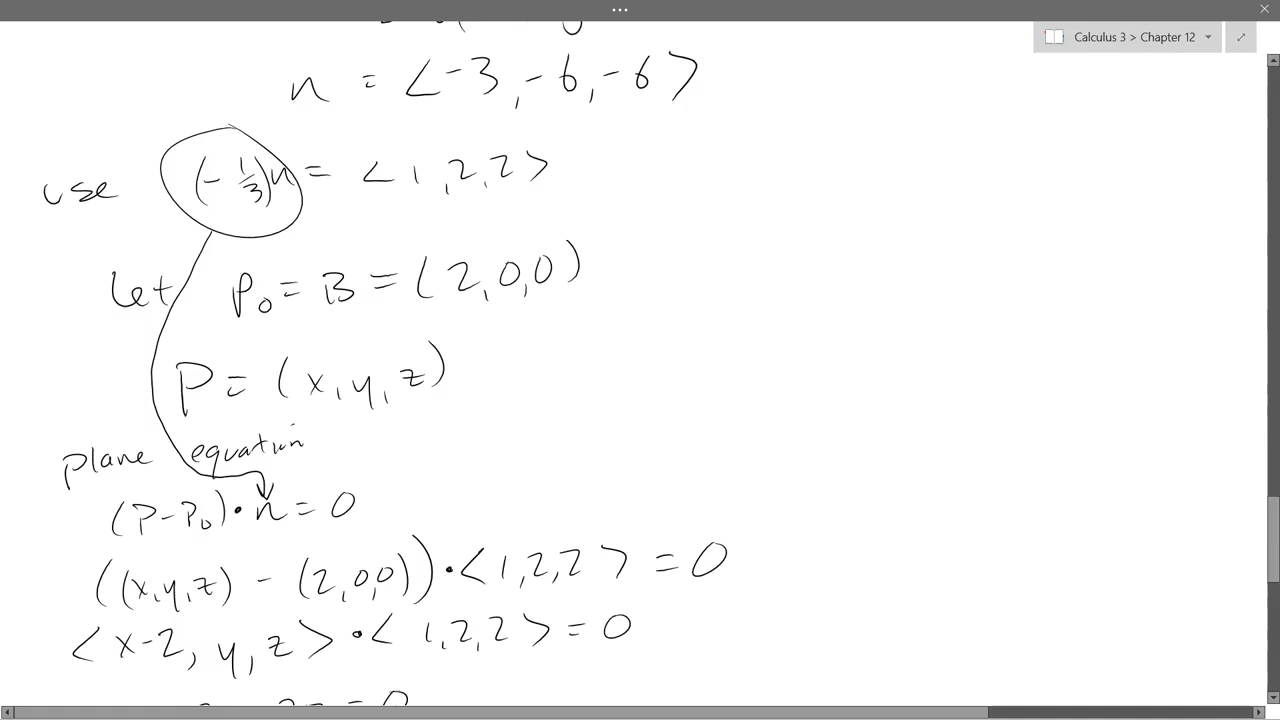 Calculus 3 > Chapter 12
n = <-3, -6, -6>
use (-1/3)n = <1, 2, 2>
let P₀ = B = (2, 0, 0)
P = (x, y, z)
plane equation
(P-P₀)•n = 0
((x,y,z) - (2,0,0))•<1,2,2> = 0
<x-2, y, z>•<1,2,2> = 0
= 0